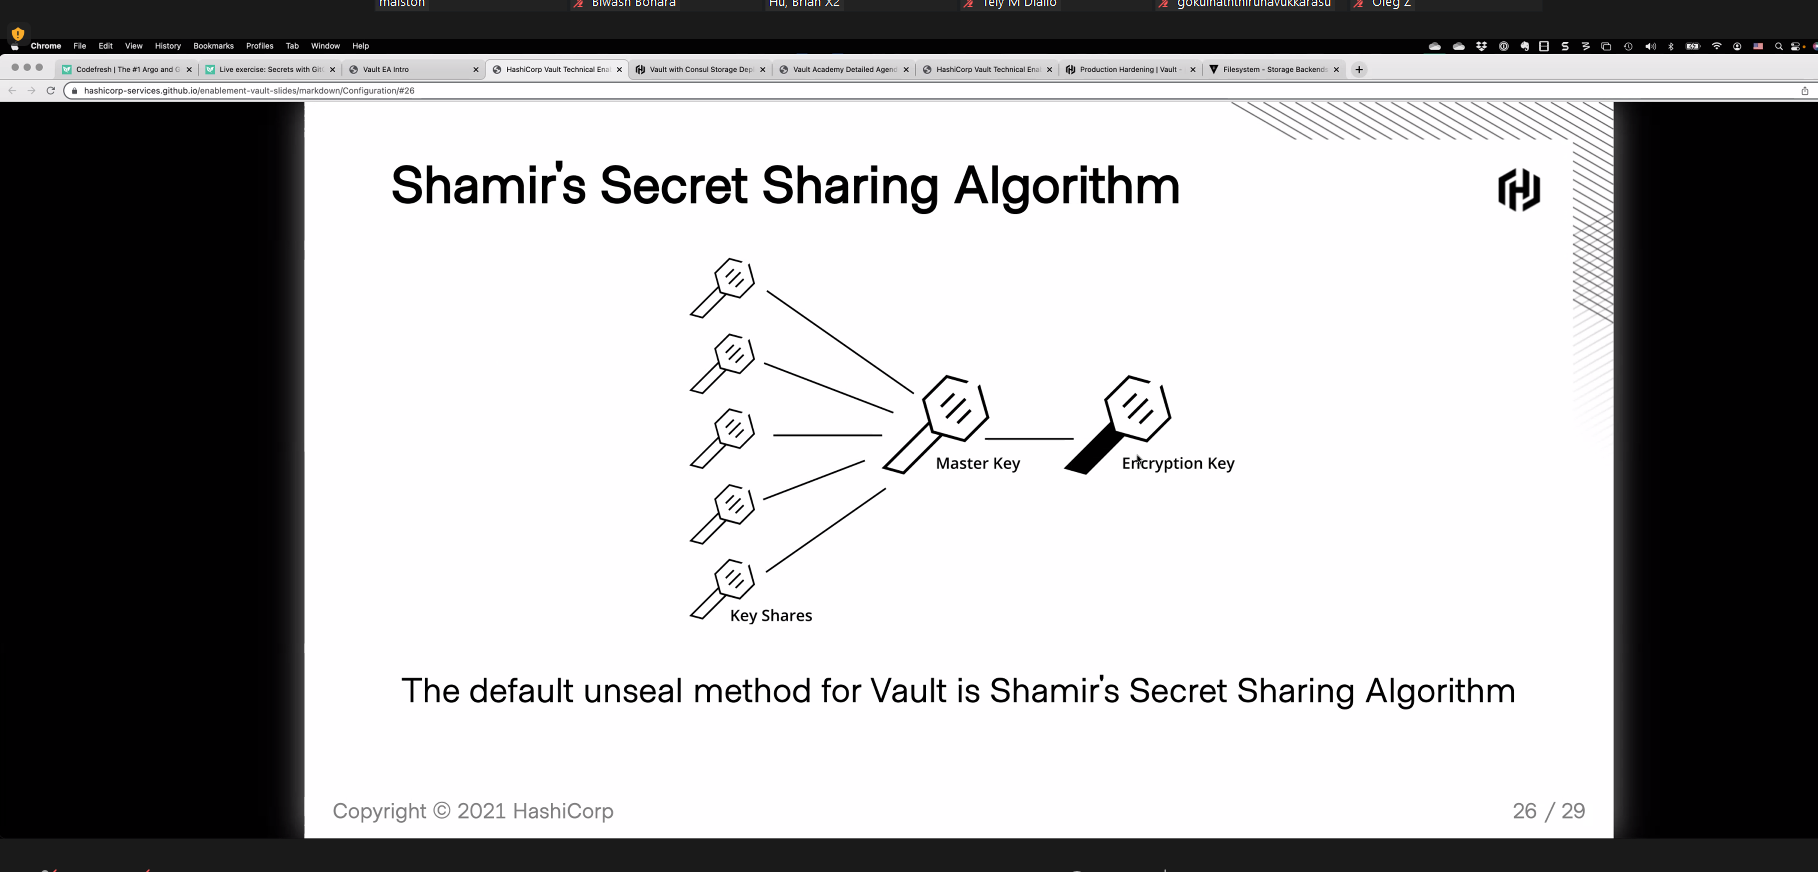 malston
Biwash Bohara
Hu, Brian X2
Tely M Diallo
gokulnaththirunavukkarasu
Oleg Z
Chrome File Edit View History Bookmarks Profiles Tab Window Help
Codefresh | The #1 Argo and G
Live exercise: Secrets with Git
Vault EA Intro
HashiCorp Vault Technical Ena
Vault with Consul Storage Dep
Vault Academy Detailed Agend
HashiCorp Vault Technical Ena
Production Hardening | Vault -
Filesystem - Storage Backends
hashicorp-services.github.io/enablement-vault-slides/markdown/Configuration/#26
Shamir's Secret Sharing Algorithm
Master Key
Encryption Key
Key Shares
The default unseal method for Vault is Shamir's Secret Sharing Algorithm
Copyright © 2021 HashiCorp
26 / 29